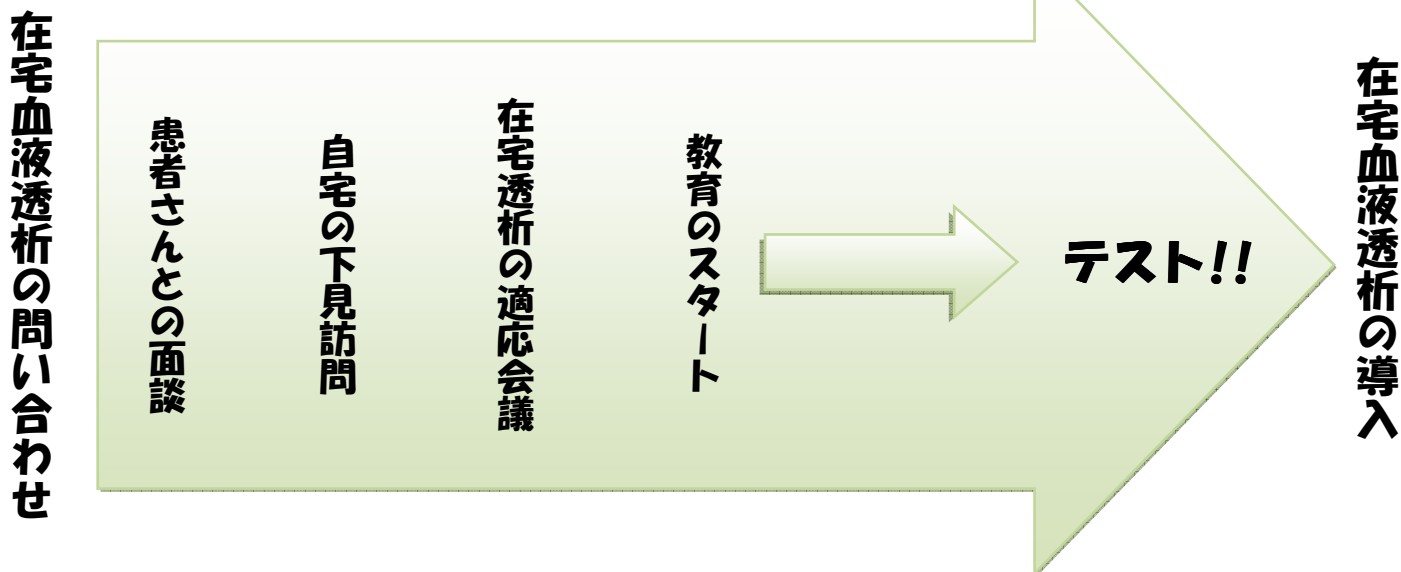 在宅血液透析の問い合わせ
患者さんとの面談
自宅の下見訪問
在宅透析の適応会議
教育のスタート
テスト!!
在宅血液透析の導入